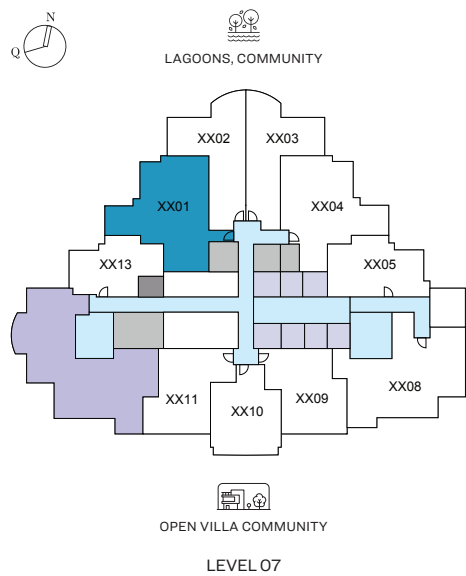 N
Q
LAGOONS, COMMUNITY
XX02 XX03
XX01 XX04
XX13 XX05
XX11 XX10 XX09 XX08
OPEN VILLA COMMUNITY
LEVEL 07